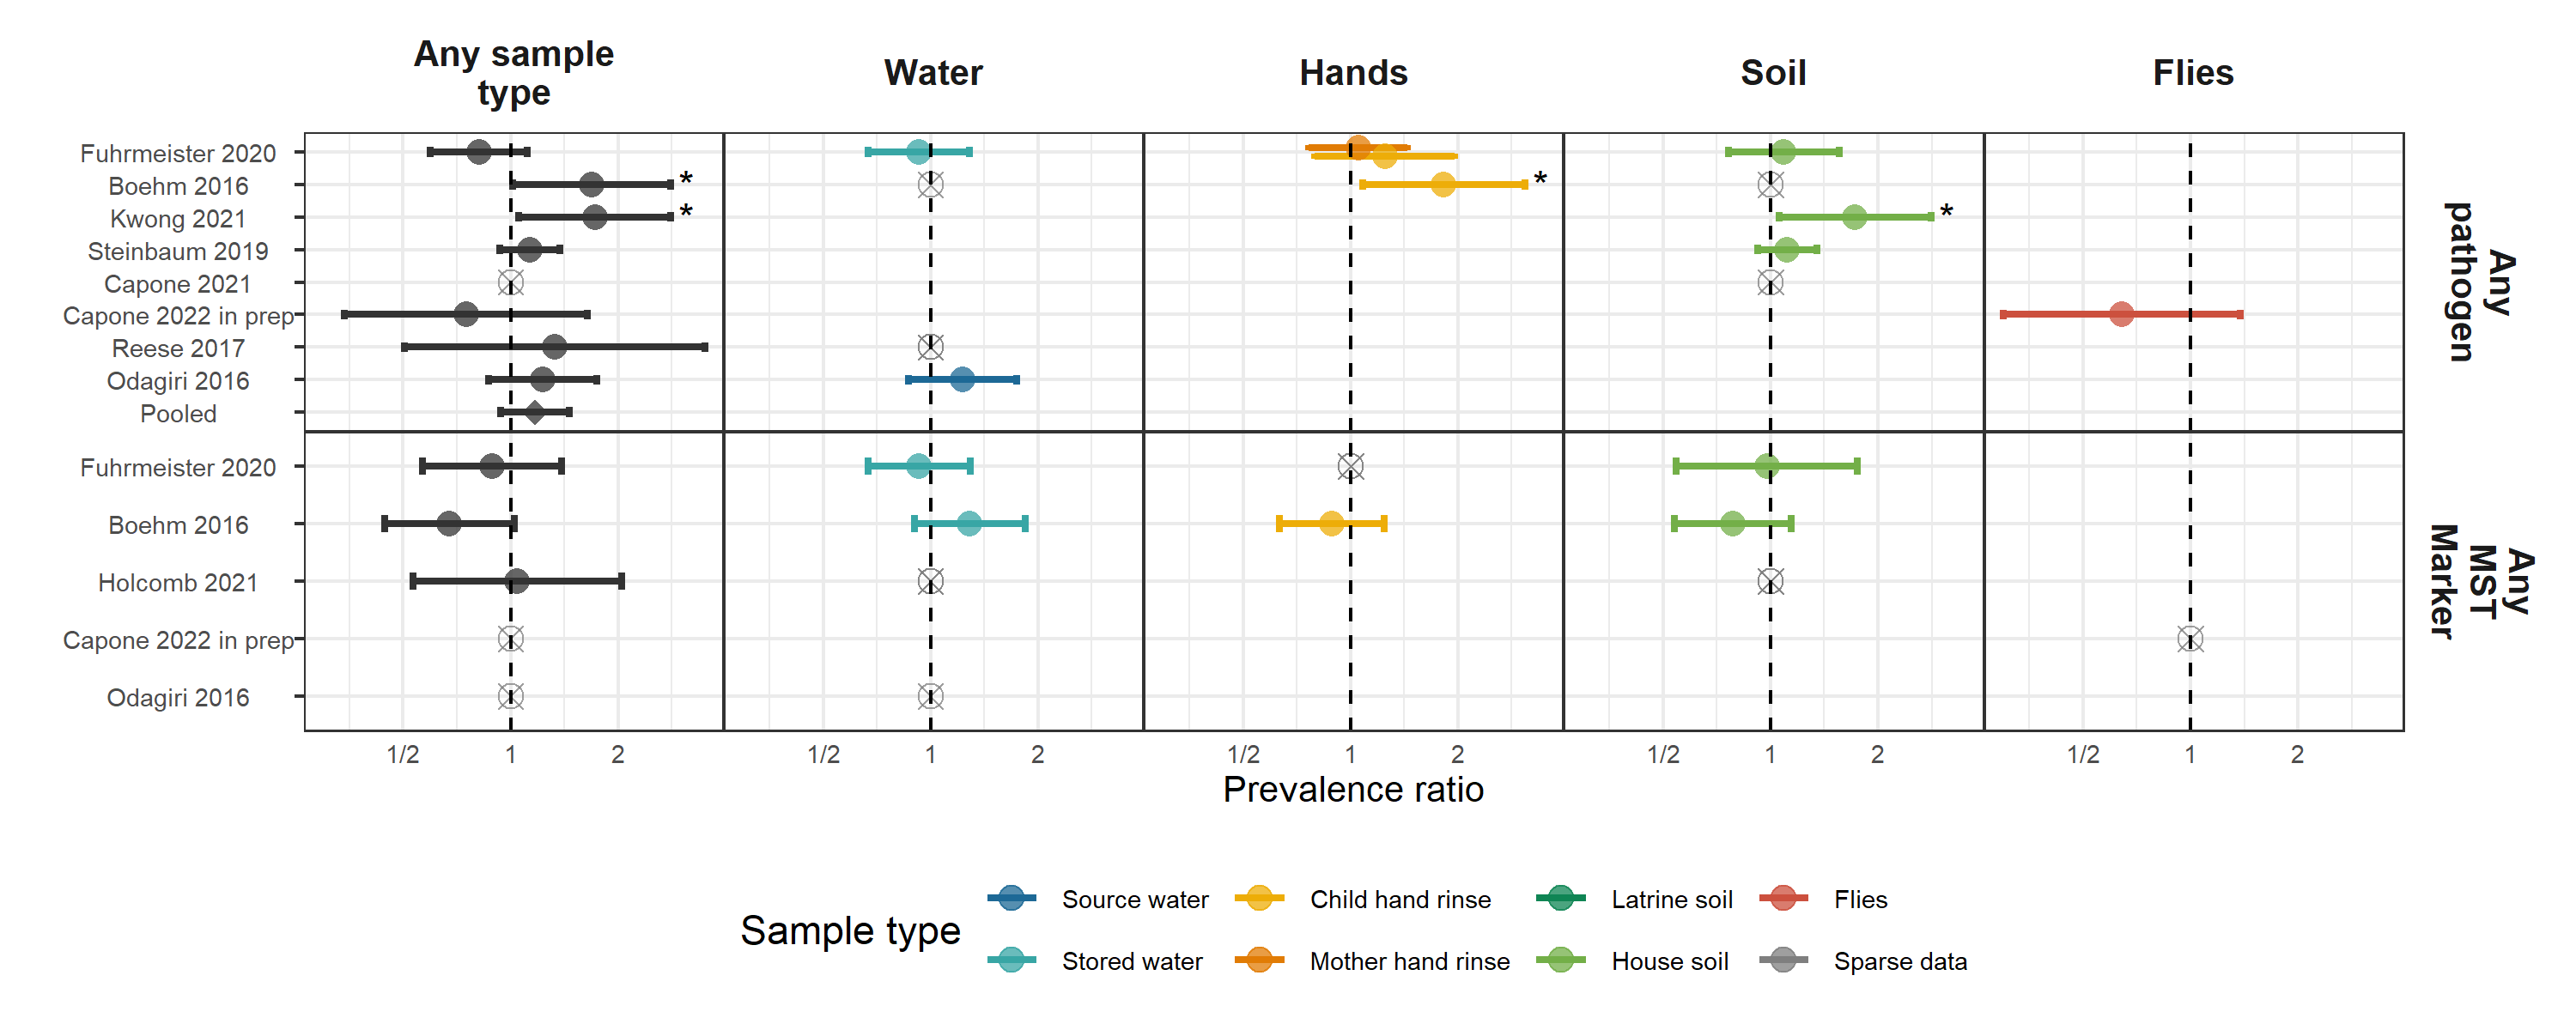 Any sample
type
Water
Hands
Soil
Flies
Fuhrmeister 2020
Boehm 2016
Kwong 2021
Steinbaum 2019
Capone 2021
Capone 2022 in prep
Reese 2017
Odagiri 2016
Pooled
*
*
*
*
Any
pathogen
Fuhrmeister 2020
Boehm 2016
Holcomb 2021
Capone 2022 in prep
Odagiri 2016
Any
MST
Marker
1/2 1 2
1/2 1 2
1/2 1 2
1/2 1 2
1/2 1 2
Prevalence ratio
Sample type
Source water
Child hand rinse
Latrine soil
Flies
Stored water
Mother hand rinse
House soil
Sparse data